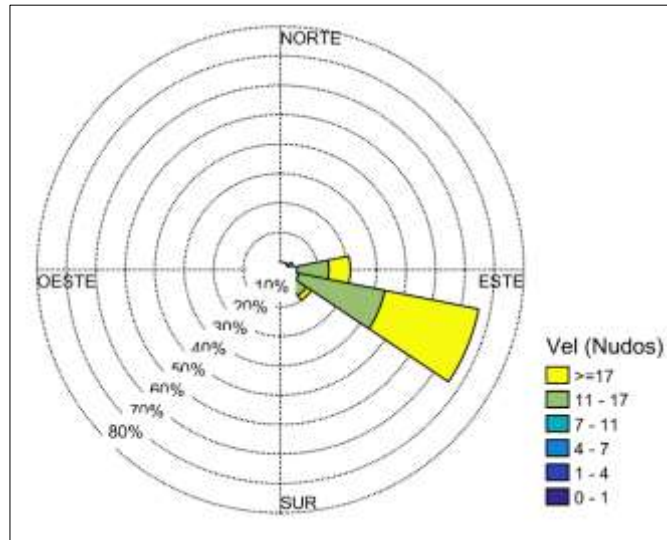 NORTE
OESTE
ESTE
10%
20%
30%
40%
50%
60%
70%
80%
SUR
Vel (Nudos)
>=17
11 - 17
7 - 11
4 - 7
1 - 4
0 - 1